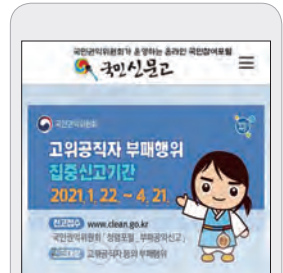 국민권익위원회가 운영하는 온라인 국민참여포털
국민신문고
국민권익위원회
고위공직자 부패행위
집중신고기간
2021. 1. 22. ~ 4. 21.
신고접수 www.clean.go.kr
국민권익위원회「청렴포털_부패공익신고」
고위공직자 등의 부패행위